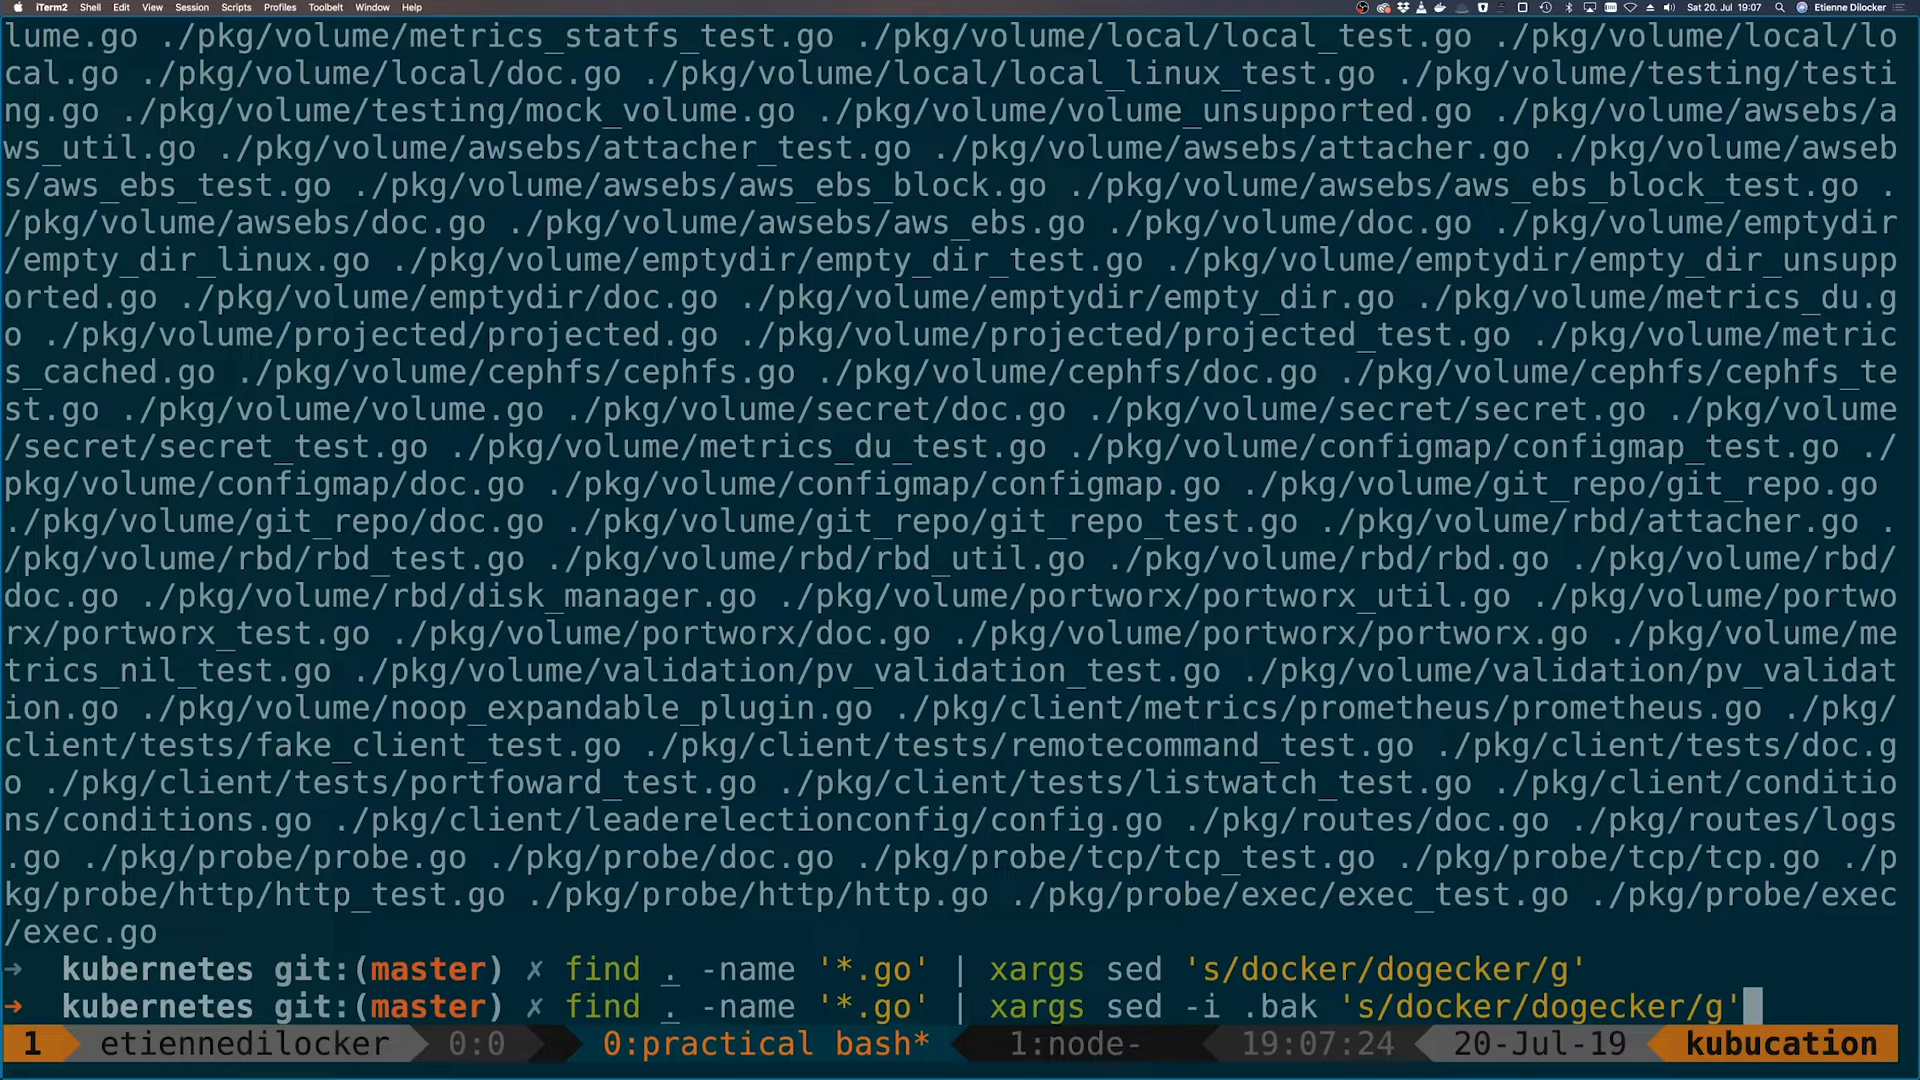 iTerm2 Shell Edit View Session Scripts Profiles Toolbelt Window Help Sat 20. Jul 19:07 Etienne Dilocker
lume.go ./pkg/volume/metrics_statfs_test.go ./pkg/volume/local/local_test.go ./pkg/volume/local/lo
cal.go ./pkg/volume/local/doc.go ./pkg/volume/local/local_linux_test.go ./pkg/volume/testing/testi
ng.go ./pkg/volume/testing/mock_volume.go ./pkg/volume/volume_unsupported.go ./pkg/volume/awsebs/a
ws_util.go ./pkg/volume/awsebs/attacher_test.go ./pkg/volume/awsebs/attacher.go ./pkg/volume/awseb
s/aws_ebs_test.go ./pkg/volume/awsebs/aws_ebs_block.go ./pkg/volume/awsebs/aws_ebs_block_test.go .
/pkg/volume/awsebs/doc.go ./pkg/volume/awsebs/aws_ebs.go ./pkg/volume/doc.go ./pkg/volume/emptydir
/empty_dir_linux.go ./pkg/volume/emptydir/empty_dir_test.go ./pkg/volume/emptydir/empty_dir_unsupp
orted.go ./pkg/volume/emptydir/doc.go ./pkg/volume/emptydir/empty_dir.go ./pkg/volume/metrics_du.g
o ./pkg/volume/projected/projected.go ./pkg/volume/projected/projected_test.go ./pkg/volume/metric
s_cached.go ./pkg/volume/cephfs/cephfs.go ./pkg/volume/cephfs/doc.go ./pkg/volume/cephfs/cephfs_te
st.go ./pkg/volume/volume.go ./pkg/volume/secret/doc.go ./pkg/volume/secret/secret.go ./pkg/volume
/secret/secret_test.go ./pkg/volume/metrics_du_test.go ./pkg/volume/configmap/configmap_test.go ./
pkg/volume/configmap/doc.go ./pkg/volume/configmap/configmap.go ./pkg/volume/git_repo/git_repo.go
./pkg/volume/git_repo/doc.go ./pkg/volume/git_repo/git_repo_test.go ./pkg/volume/rbd/attacher.go .
/pkg/volume/rbd/rbd_test.go ./pkg/volume/rbd/rbd_util.go ./pkg/volume/rbd/rbd.go ./pkg/volume/rbd/
doc.go ./pkg/volume/rbd/disk_manager.go ./pkg/volume/portworx/portworx_util.go ./pkg/volume/portwo
rx/portworx_test.go ./pkg/volume/portworx/doc.go ./pkg/volume/portworx/portworx.go ./pkg/volume/me
trics_nil_test.go ./pkg/volume/validation/pv_validation_test.go ./pkg/volume/validation/pv_validat
ion.go ./pkg/volume/noop_expandable_plugin.go ./pkg/client/metrics/prometheus/prometheus.go ./pkg/
client/tests/fake_client_test.go ./pkg/client/tests/remotecommand_test.go ./pkg/client/tests/doc.g
o ./pkg/client/tests/portfoward_test.go ./pkg/client/tests/listwatch_test.go ./pkg/client/conditio
ns/conditions.go ./pkg/client/leaderelectionconfig/config.go ./pkg/routes/doc.go ./pkg/routes/logs
.go ./pkg/probe/probe.go ./pkg/probe/doc.go ./pkg/probe/tcp/tcp_test.go ./pkg/probe/tcp/tcp.go ./p
kg/probe/http/http_test.go ./pkg/probe/http/http.go ./pkg/probe/exec/exec_test.go ./pkg/probe/exec
/exec.go
→ kubernetes git:(master) ✗ find . -name '*.go' | xargs sed 's/docker/dogecker/g'
→ kubernetes git:(master) ✗ find . -name '*.go' | xargs sed -i .bak 's/docker/dogecker/g'
1 etiennedilocker 0:0 0:practical bash* 1:node- 19:07:24 20-Jul-19 kubucation